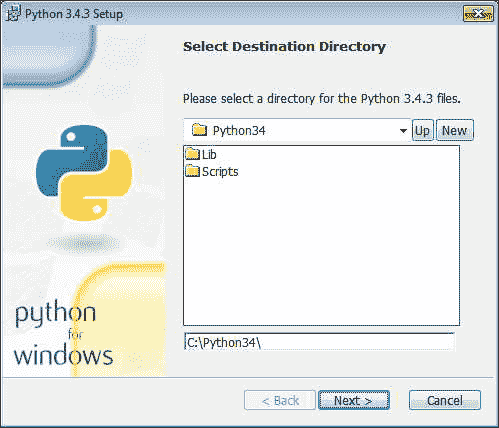 Python 3.4.3 Setup
Select Destination Directory
Please select a directory for the Python 3.4.3 files.
Python34
Up
New
Lib
Scripts
python
for
windows
C:\Python34\
< Back
Next >
Cancel